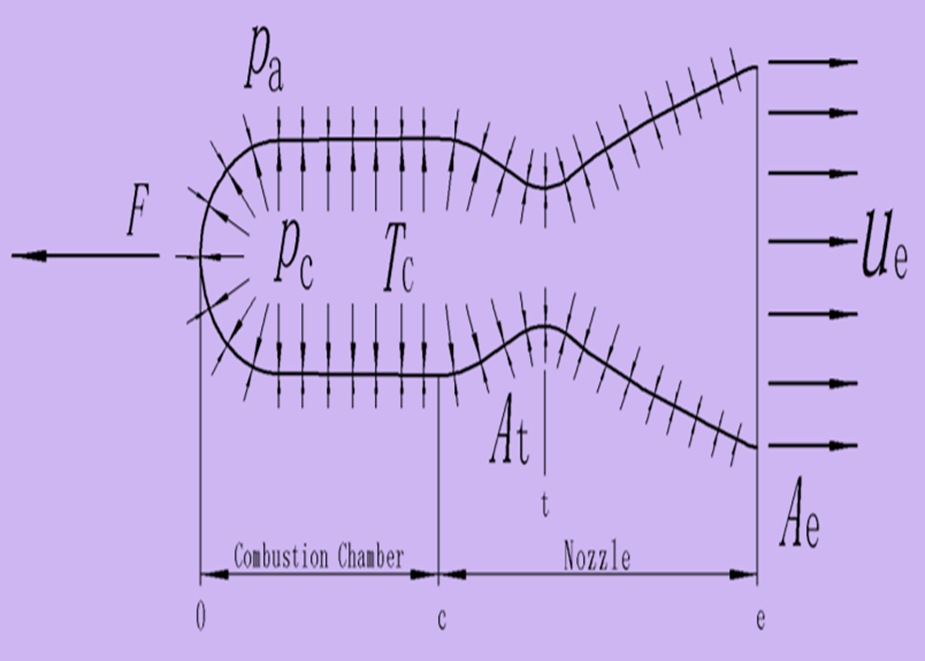 pa
F
pc Tc
ue
At
t
Ae
Combustion Chamber Nozzle
0 c e